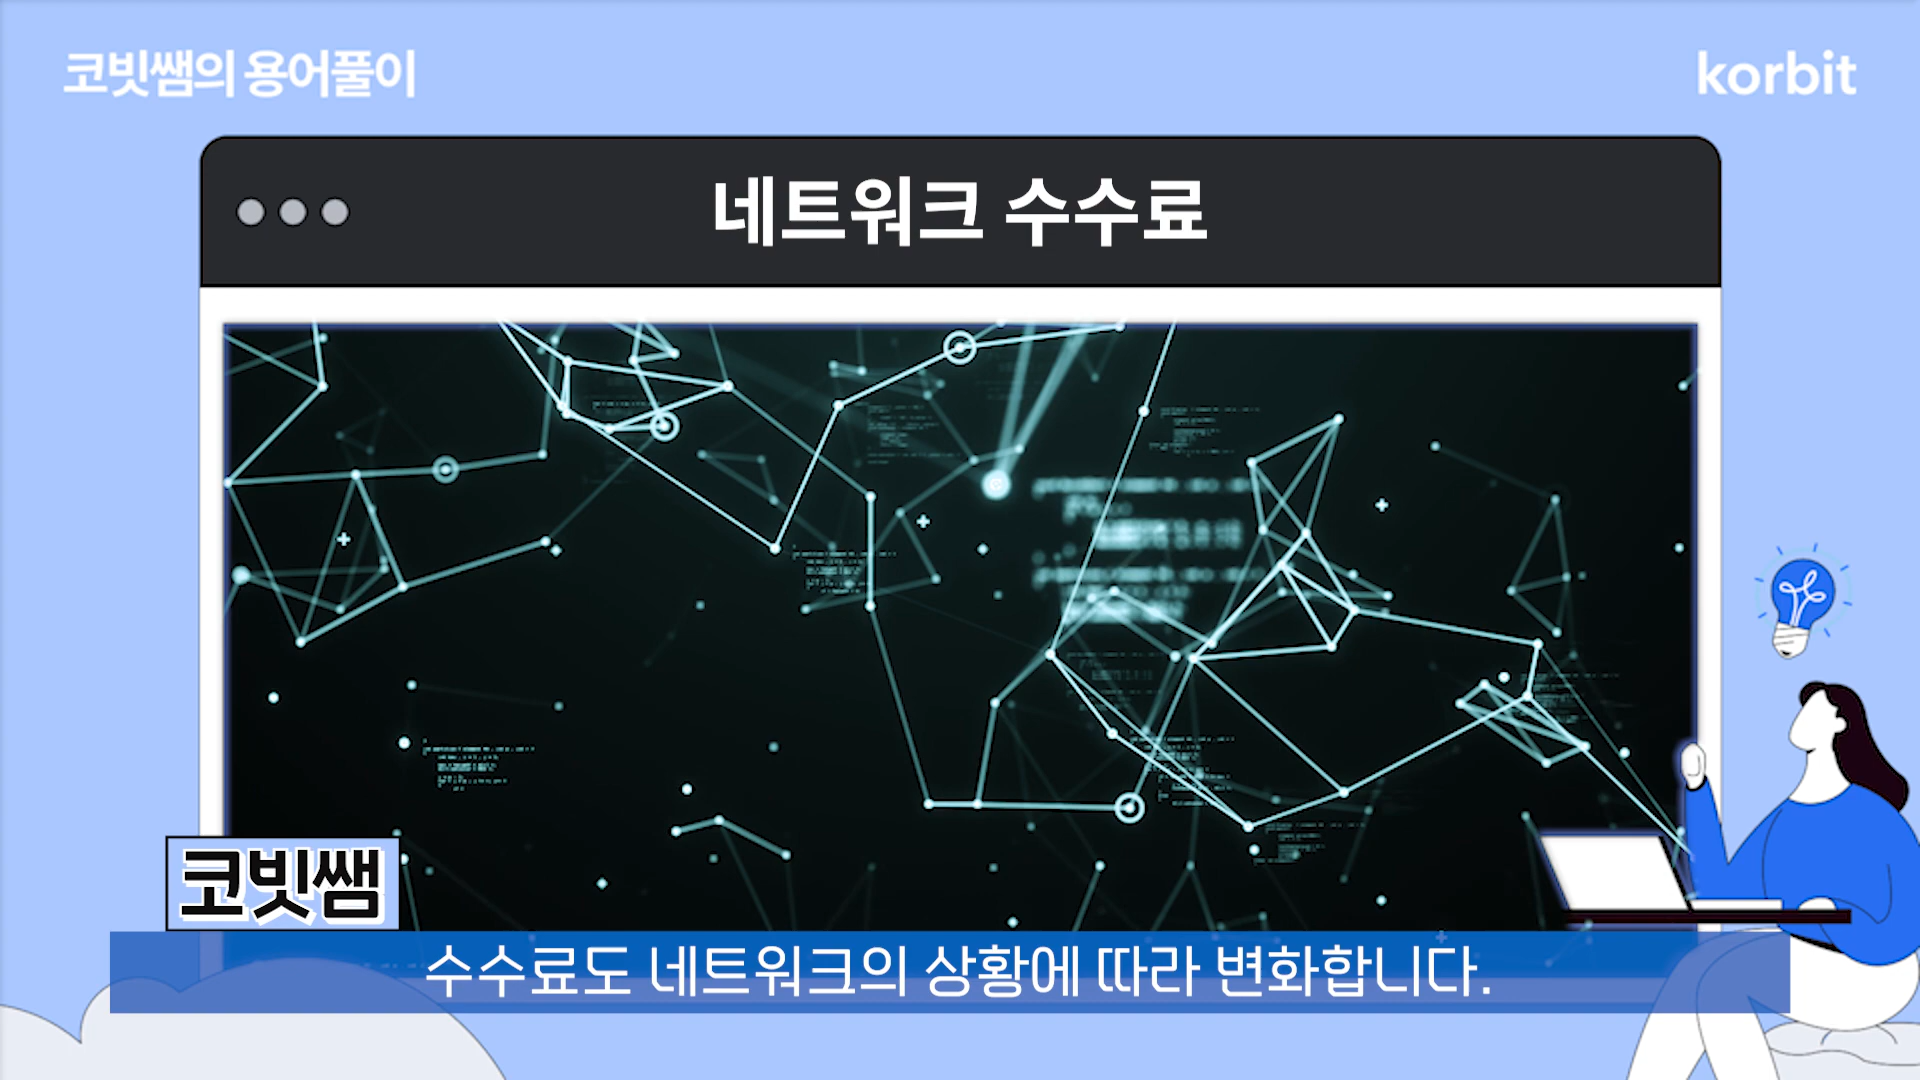 코빗쌤의 용어풀이
korbit
네트워크 수수료
코빗쌤
수수료도 네트워크의 상황에 따라 변화합니다.